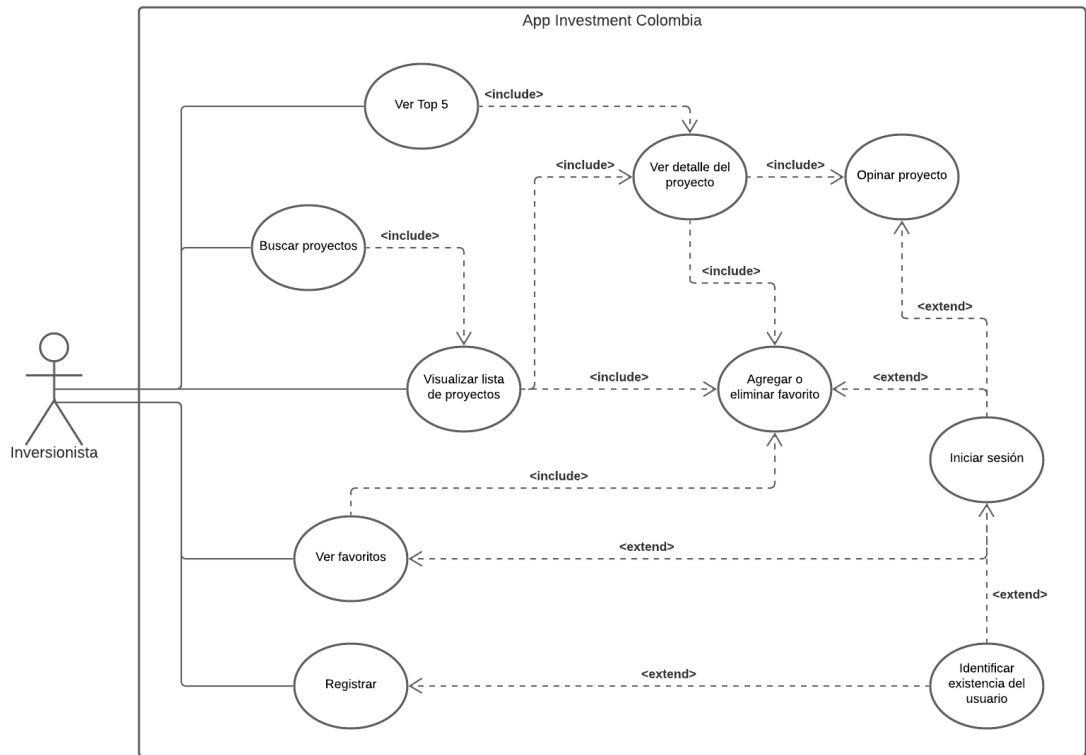 App Investment Colombia
Ver Top 5
<include>
<include>
Ver detalle del
proyecto
<include>
Opinar proyecto
Buscar proyectos
<include>
<include>
<extend>
Visualizar lista
de proyectos
<include>
Agregar o
eliminar favorito
<extend>
Inversionista
Iniciar sesión
<include>
Ver favoritos
<extend>
<extend>
Registrar
<extend>
Identificar
existencia del
usuario